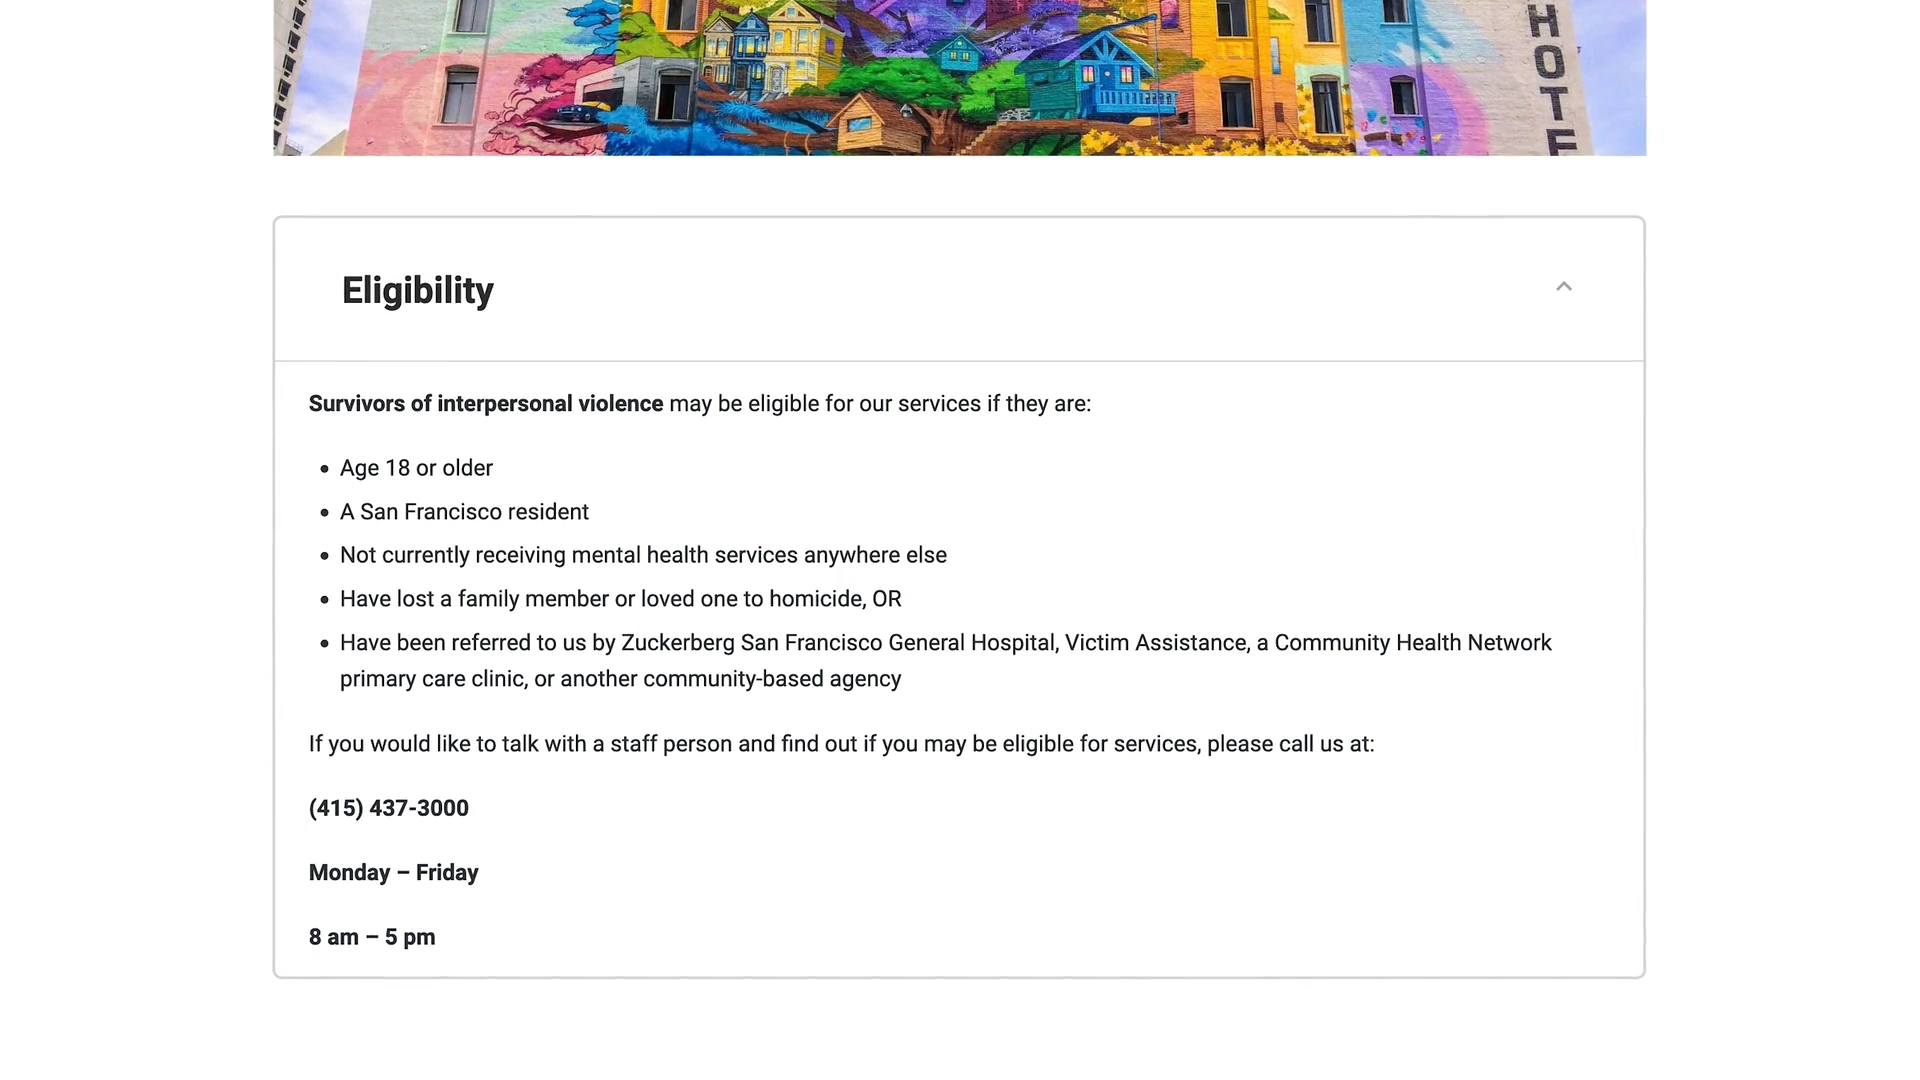 HOTE
Eligibility
Survivors of interpersonal violence may be eligible for our services if they are:
Age 18 or older
A San Francisco resident
Not currently receiving mental health services anywhere else
Have lost a family member or loved one to homicide, OR
Have been referred to us by Zuckerberg San Francisco General Hospital, Victim Assistance, a Community Health Network
primary care clinic, or another community-based agency
If you would like to talk with a staff person and find out if you may be eligible for services, please call us at:
(415) 437-3000
Monday – Friday
8 am – 5 pm